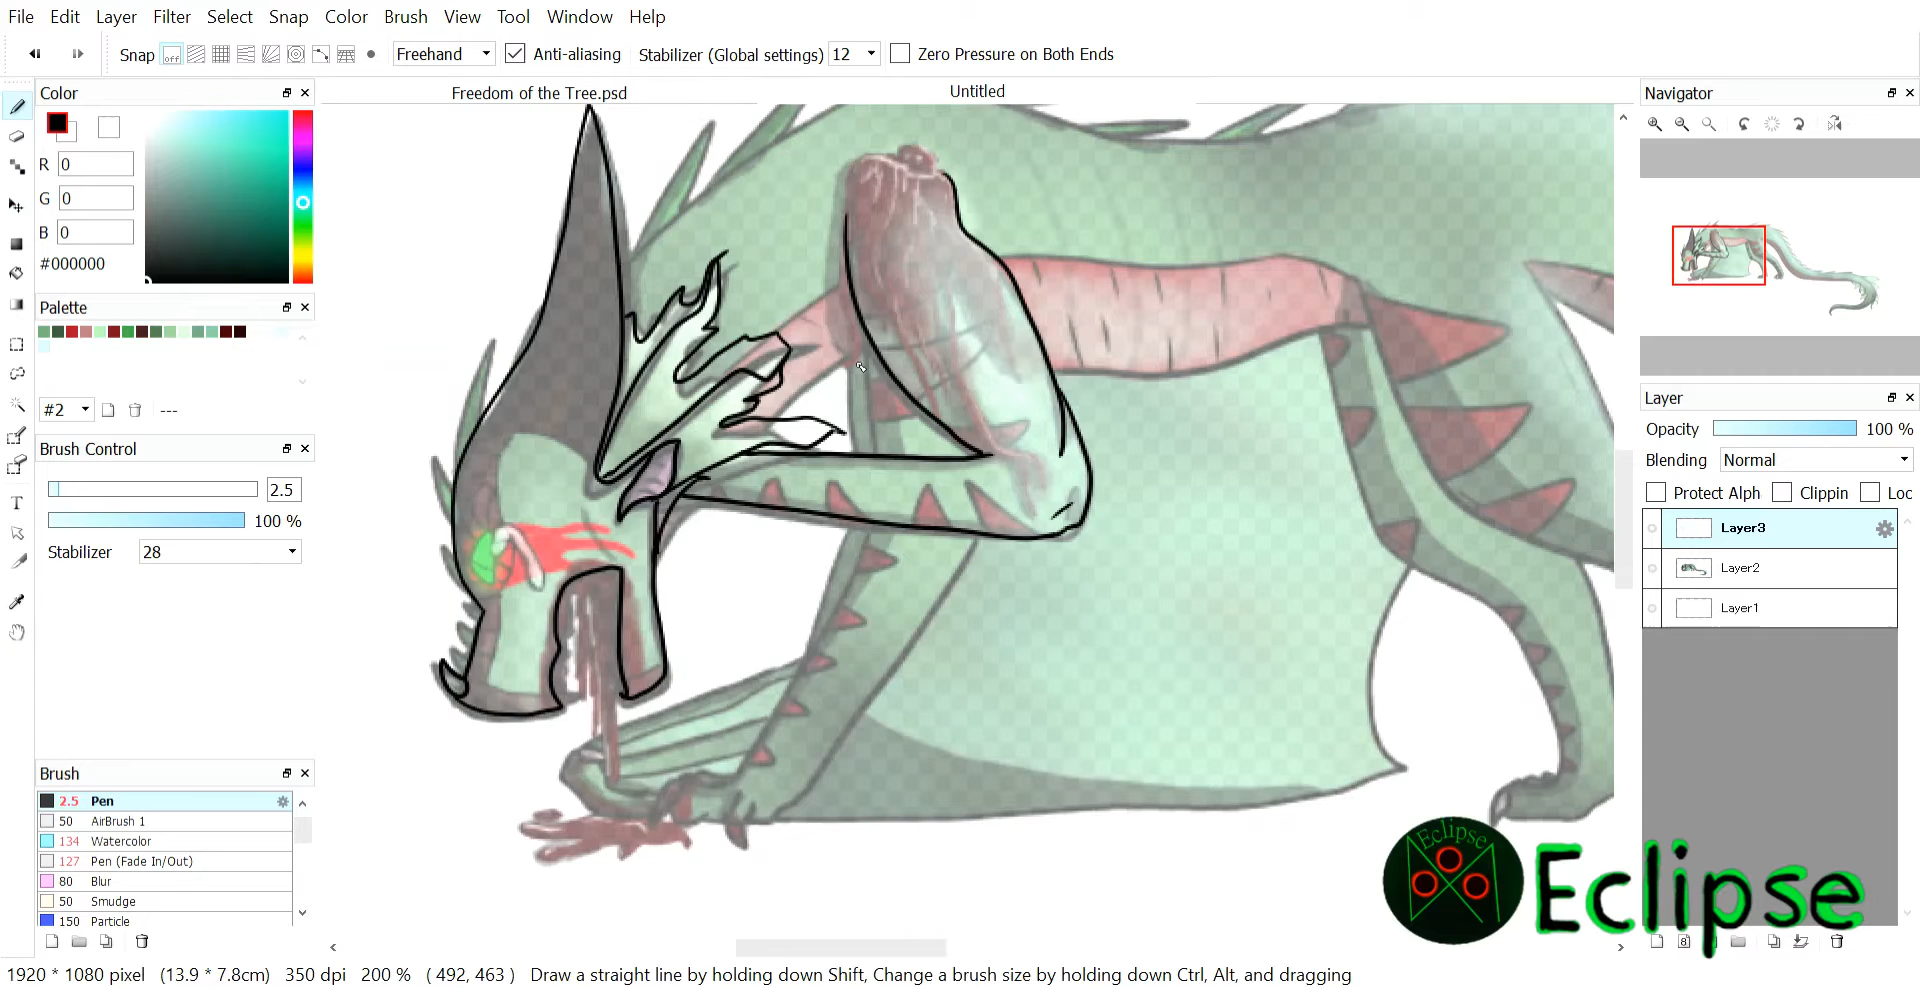 File Edit Layer Filter Select Snap Color Brush View Tool Window Help
Snap off Freehand Anti-aliasing Stabilizer (Global settings) 12 Zero Pressure on Both Ends
Color
Freedom of the Tree.psd
Untitled
Navigator
R 0
G 0
B 0
#000000
Palette
#2 ---
Brush Control
2.5
100 %
Stabilizer 28
Brush
2.5 Pen
50 AirBrush 1
134 Watercolor
127 Pen (Fade In/Out)
80 Blur
50 Smudge
150 Particle
Layer
Opacity 100 %
Blending Normal
Protect Alph Clippin Loc
Layer3
Layer2
Layer1
Eclipse
Eclipse
8
1920 * 1080 pixel (13.9 * 7.8cm) 350 dpi 200 % ( 492, 463 ) Draw a straight line by holding down Shift, Change a brush size by holding down Ctrl, Alt, and dragging